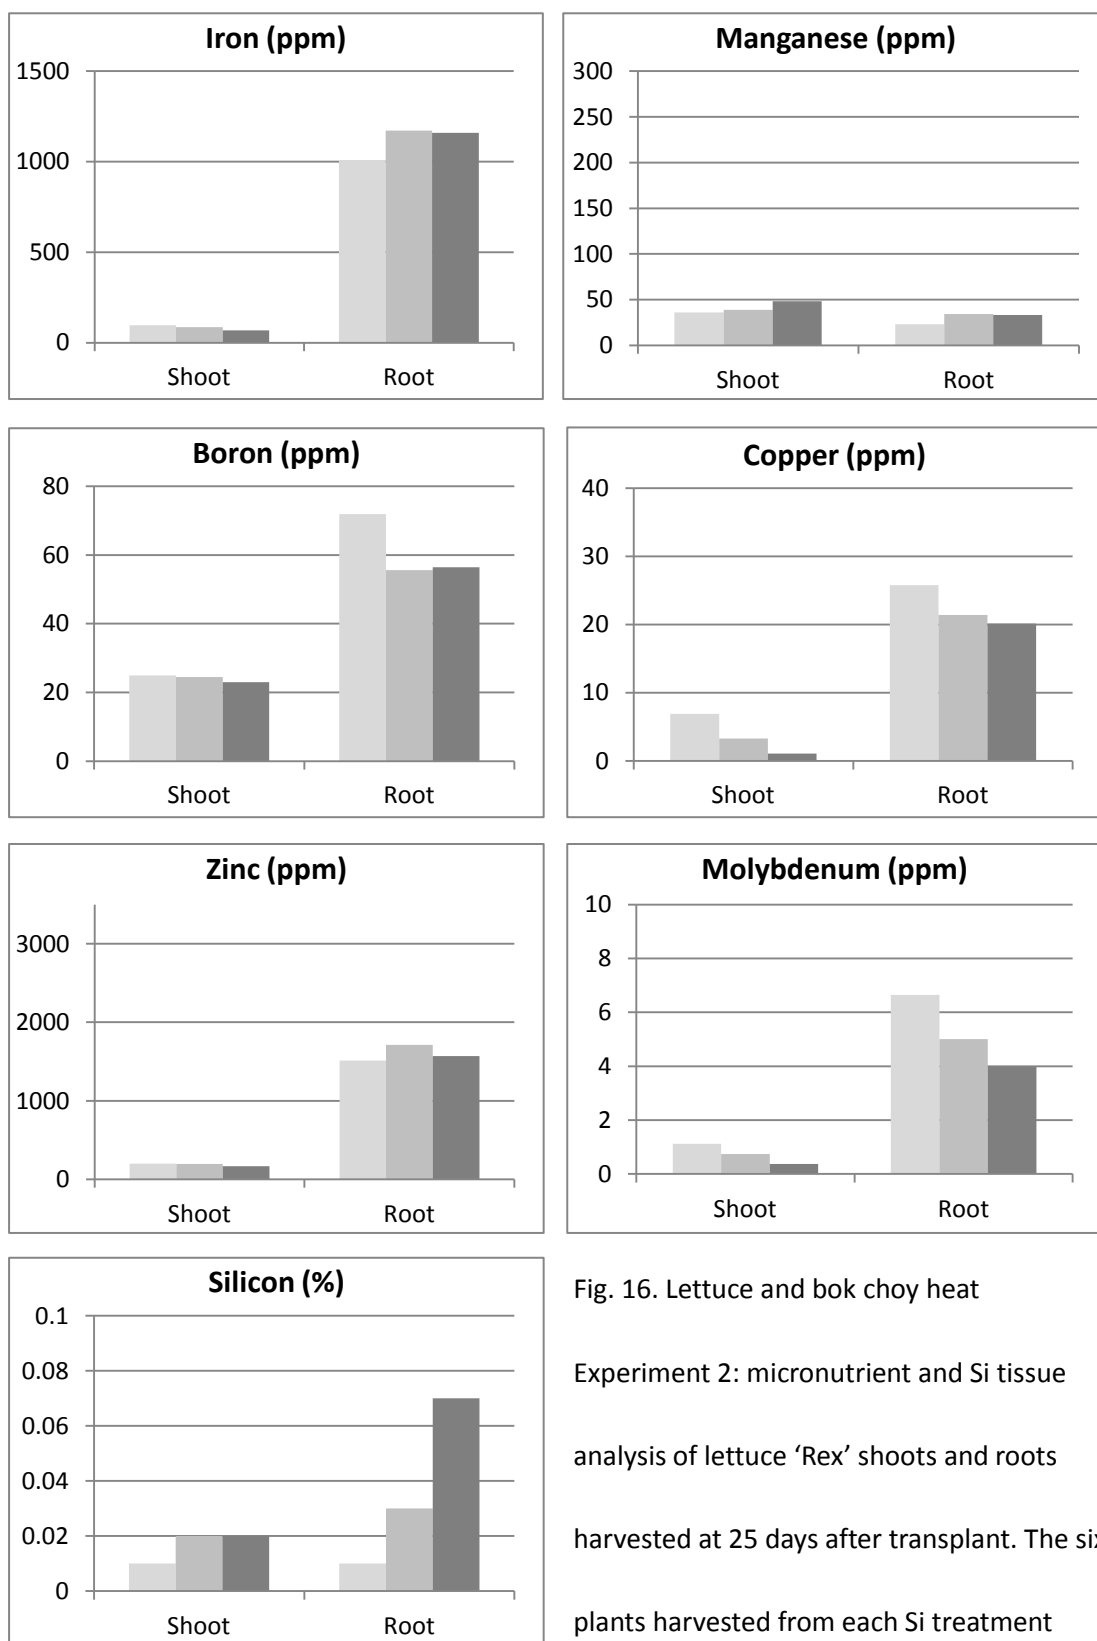 Iron (ppm)
1500
1000
500
0
Shoot Root
Manganese (ppm)
300
250
200
150
100
50
0
Shoot Root
Boron (ppm)
80
60
40
20
0
Shoot Root
Copper (ppm)
40
30
20
10
0
Shoot Root
Zinc (ppm)
3000
2000
1000
0
Shoot Root
Molybdenum (ppm)
10
8
6
4
2
0
Shoot Root
Silicon (%)
0.1
0.08
0.06
0.04
0.02
0
Shoot Root
Fig. 16. Lettuce and bok choy heat
Experiment 2: micronutrient and Si tissue
analysis of lettuce ‘Rex’ shoots and roots
harvested at 25 days after transplant. The six
plants harvested from each Si treatment